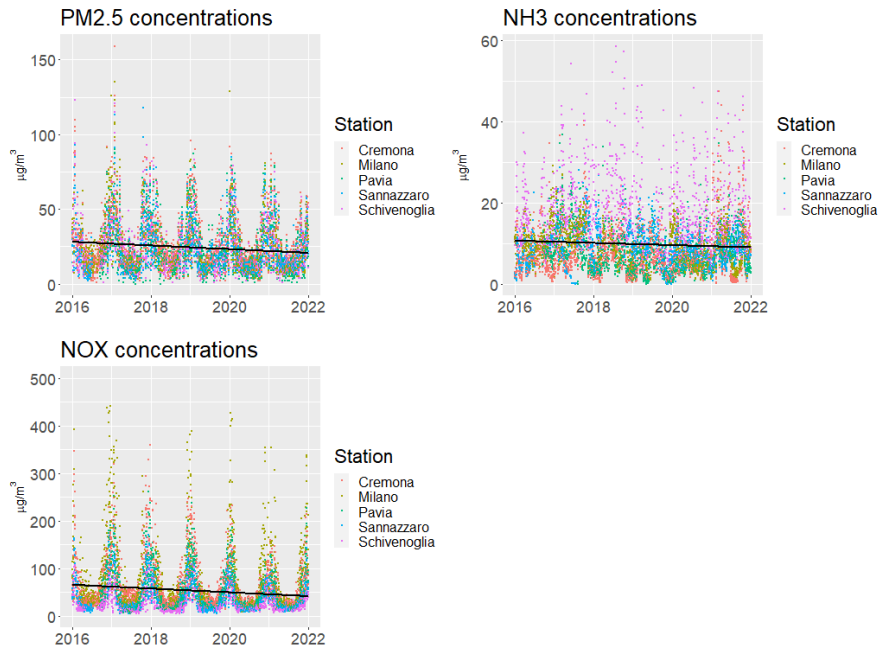 PM2.5 concentrations
150
100
50
0
μg/m³
2016 2018 2020 2022
Station
Cremona
Milano
Pavia
Sannazzaro
Schivenoglia
NH3 concentrations
60
40
20
0
μg/m³
2016 2018 2020 2022
Station
Cremona
Milano
Pavia
Sannazzaro
Schivenoglia
NOX concentrations
500
400
300
200
100
0
μg/m³
2016 2018 2020 2022
Station
Cremona
Milano
Pavia
Sannazzaro
Schivenoglia